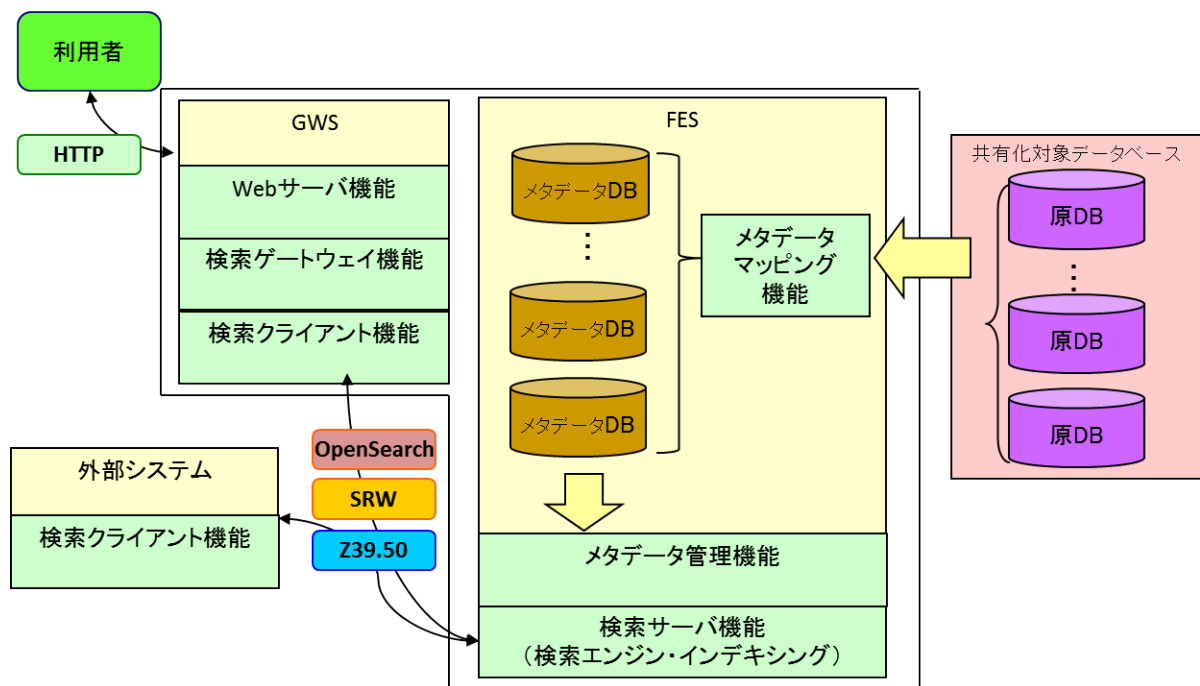 利用者
HTTP
GWS
Webサーバ機能
検索ゲートウェイ機能
検索クライアント機能
FES
メタデータDB
⋮
メタデータDB
メタデータDB
メタデータ
マッピング
機能
共有化対象データベース
原DB
⋮
原DB
原DB
OpenSearch
SRW
Z39.50
外部システム
検索クライアント機能
メタデータ管理機能
検索サーバ機能
（検索エンジン・インデキシング）